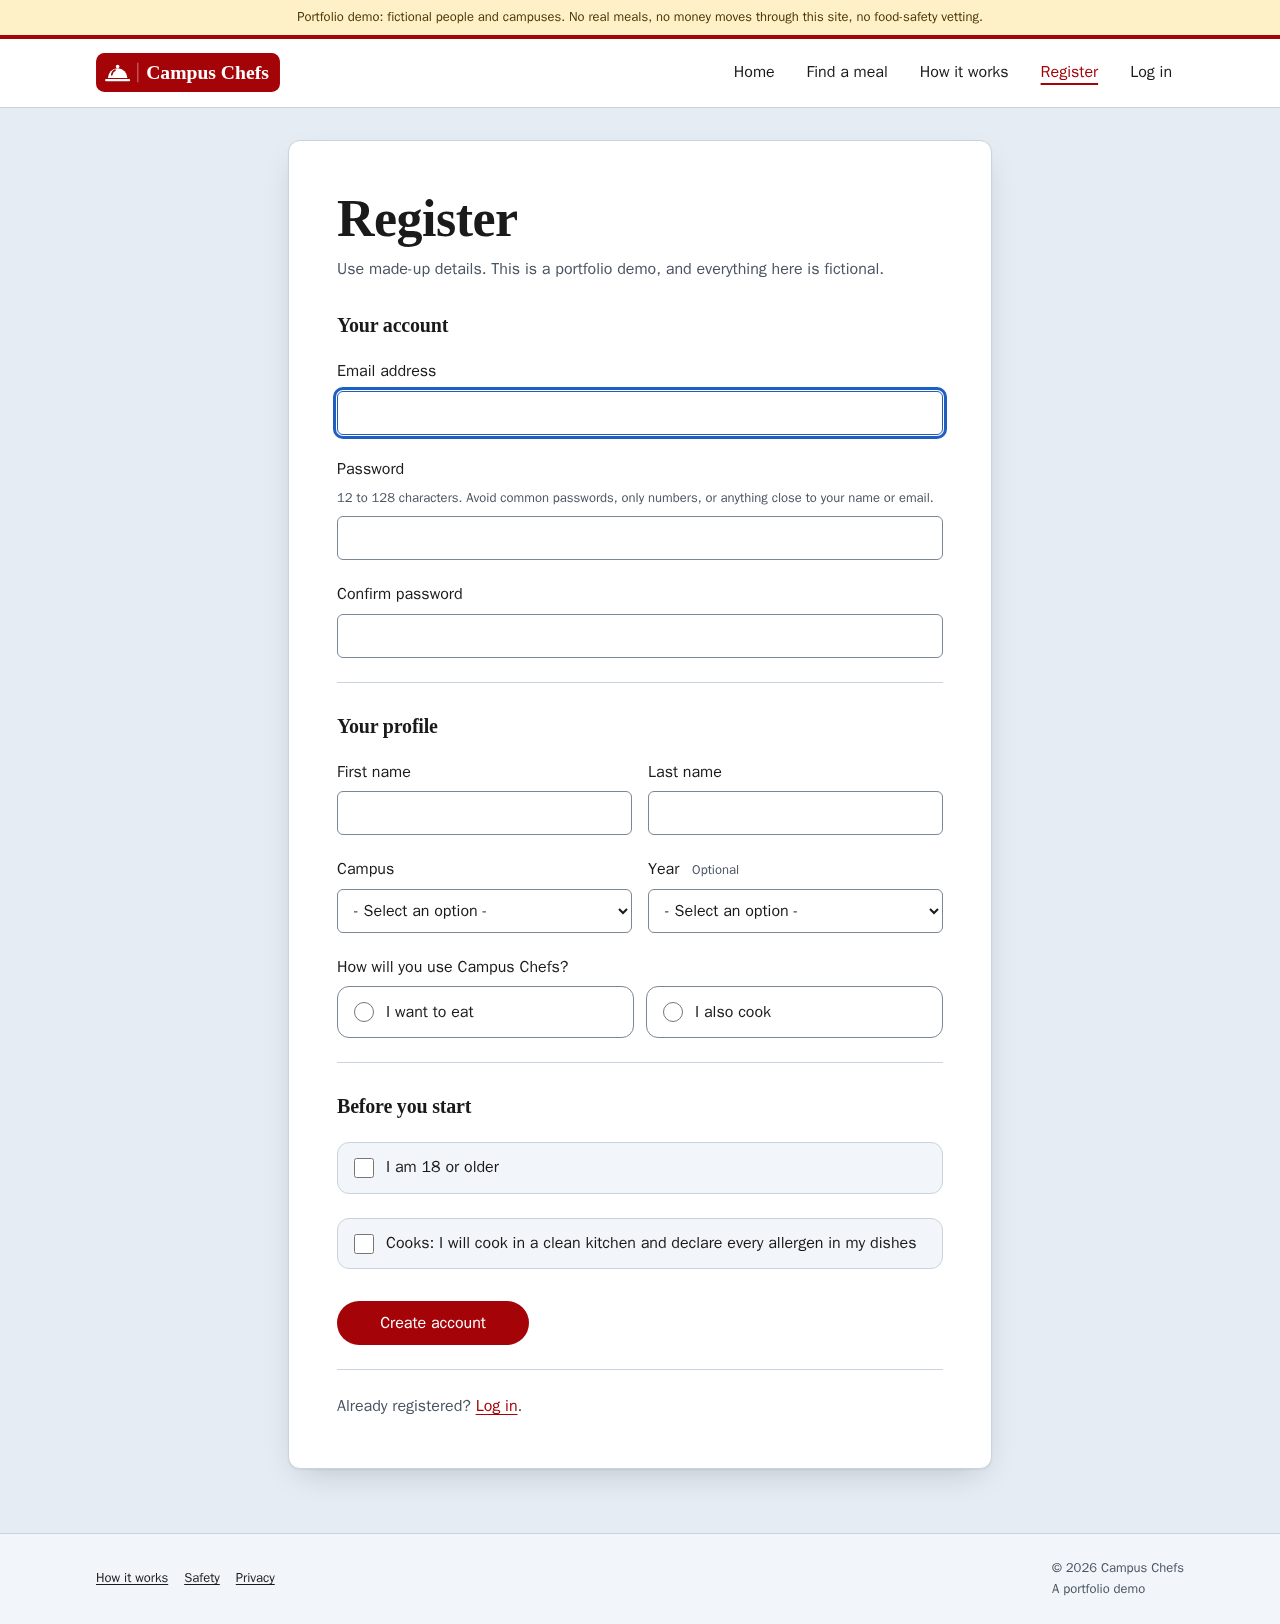 Portfolio demo: fictional people and campuses. No real meals, no money moves through this site, no food-safety vetting.
Campus Chefs
Home
Find a meal
How it works
Register
Log in
Register
Use made-up details. This is a portfolio demo, and everything here is fictional.
Your account
Email address
Password
12 to 128 characters. Avoid common passwords, only numbers, or anything close to your name or email.
Confirm password
Your profile
First name
Last name
Campus
Year Optional
- Select an option -
- Select an option -
How will you use Campus Chefs?
I want to eat
I also cook
Before you start
I am 18 or older
Cooks: I will cook in a clean kitchen and declare every allergen in my dishes
Create account
Already registered? Log in.
How it works
Safety
Privacy
© 2026 Campus Chefs
A portfolio demo